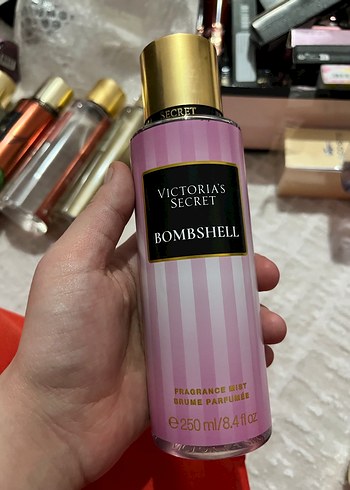 SECRET
VICTORIA'S
SECRET
BOMBSHELL
FRAGRANCE MIST
BRUME PARFUMÉE
℮250 ml/8.4 fl oz